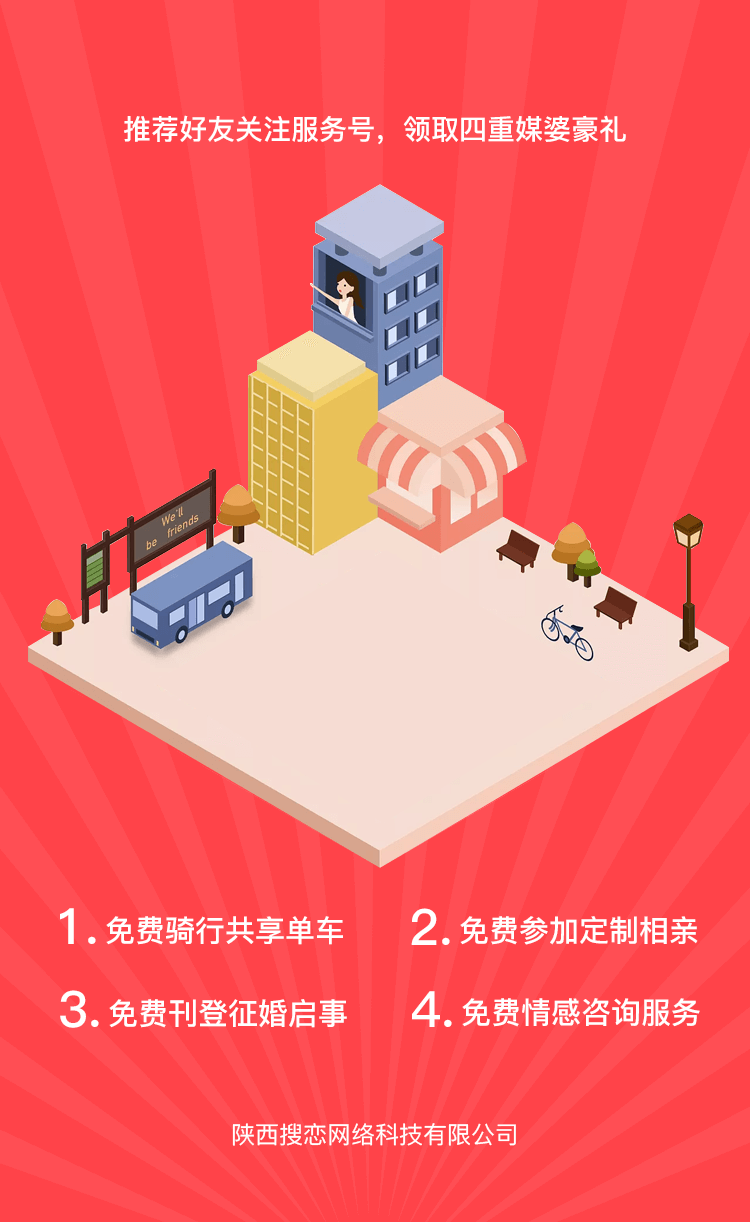 推荐好友关注服务号，领取四重媒婆豪礼
We'll
be friends
1. 免费骑行共享单车
2. 免费参加定制相亲
3. 免费刊登征婚启事
4. 免费情感咨询服务
陕西搜恋网络科技有限公司